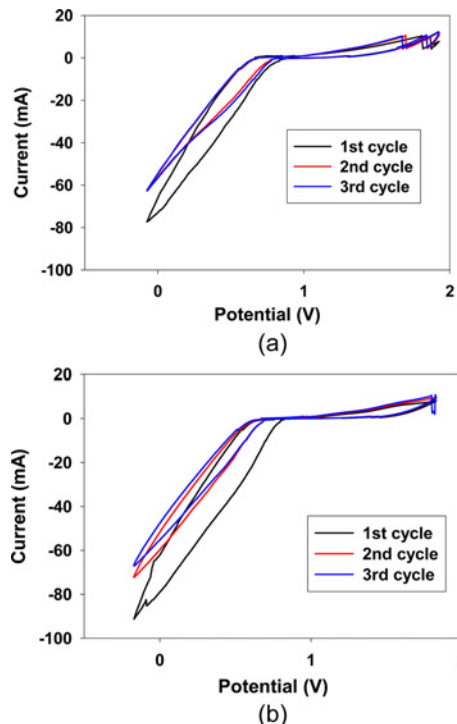 20
0
-20
-40
-60
-80
-100
Current (mA)
1st cycle
2nd cycle
3rd cycle
0 1 2
Potential (V)
(a)
20
0
-20
-40
-60
-80
-100
Current (mA)
1st cycle
2nd cycle
3rd cycle
0 1
Potential (V)
(b)